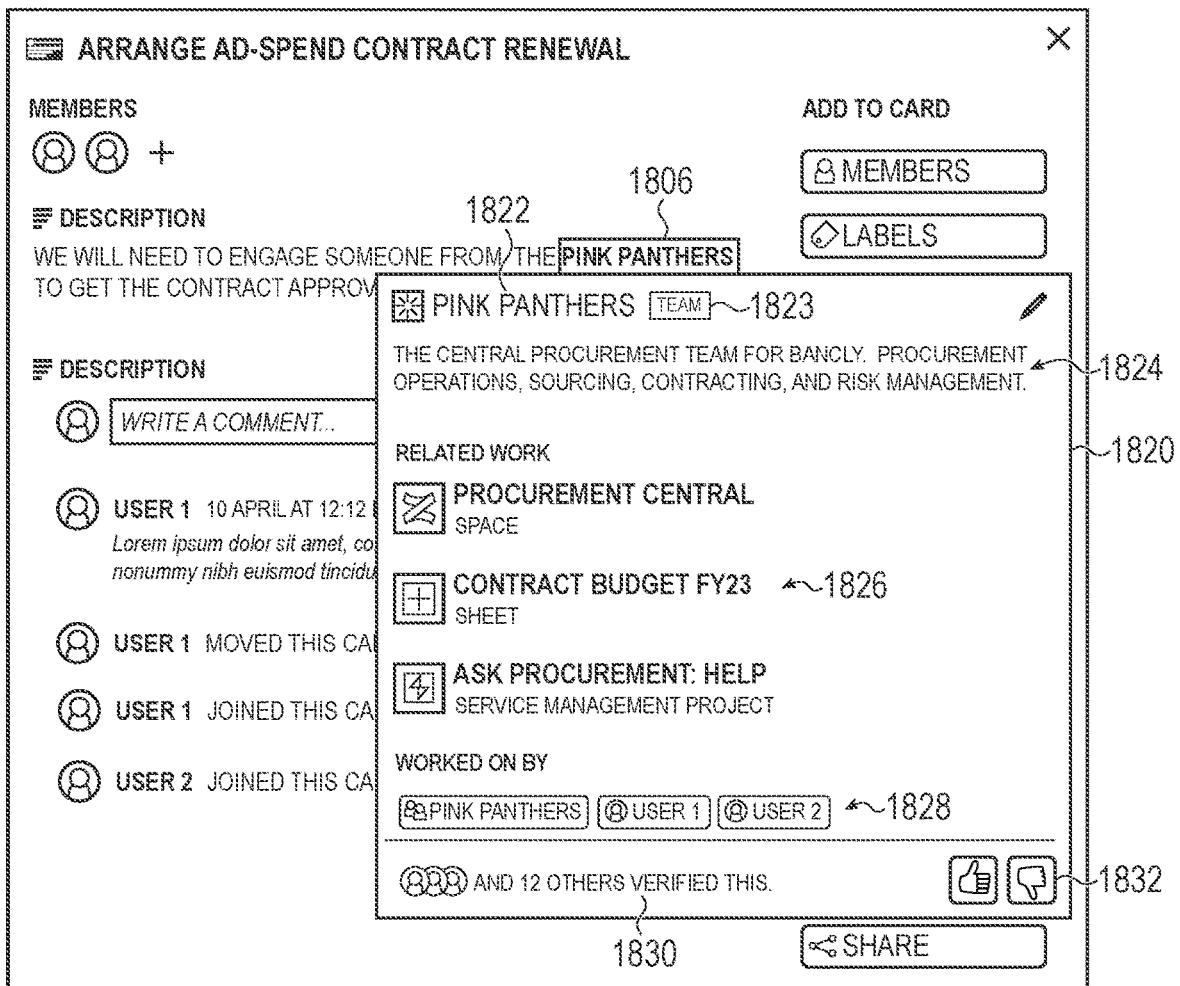 ARRANGE AD-SPEND CONTRACT RENEWAL
MEMBERS
ADD TO CARD
MEMBERS
LABELS
DESCRIPTION
1822
1806
WE WILL NEED TO ENGAGE SOMEONE FROM THE PINK PANTHERS
TO GET THE CONTRACT
PINK PANTHERS TEAM 1823
THE CENTRAL PROCUREMENT TEAM FOR BANCLY. PROCUREMENT
OPERATIONS, SOURCING, CONTRACTING, AND RISK MANAGEMENT.
1824
1820
DESCRIPTION
WRITE A COMMENT...
RELATED WORK
PROCUREMENT CENTRAL
SPACE
USER 1 10 APRIL AT 12:12
Lorem ipsum dolor sit amet, co
nonummy nibh euismod tincidu
CONTRACT BUDGET FY23 1826
SHEET
USER 1 MOVED THIS CA
ASK PROCUREMENT: HELP
SERVICE MANAGEMENT PROJECT
USER 1 JOINED THIS CA
USER 2 JOINED THIS CA
WORKED ON BY
PINK PANTHERS USER 1 USER 2 1828
AND 12 OTHERS VERIFIED THIS.
1832
1830
SHARE